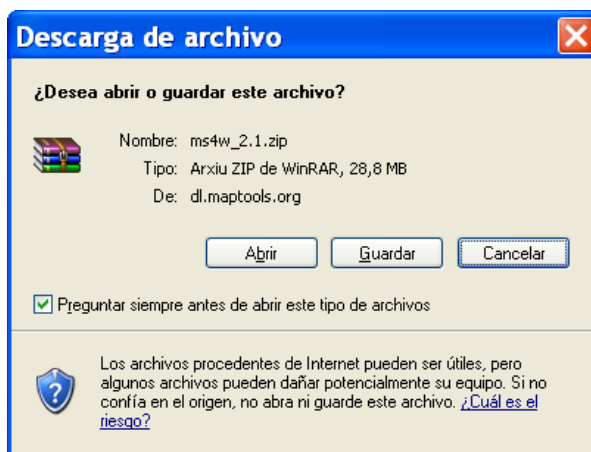 Descarga de archivo
¿Desea abrir o guardar este archivo?
Nombre: ms4w_2.1.zip
Tipo: Arxiu ZIP de WinRAR, 28,8 MB
De: dl.maptools.org
Abrir Guardar Cancelar
Preguntar siempre antes de abrir este tipo de archivos
Los archivos procedentes de Internet pueden ser útiles, pero
algunos archivos pueden dañar potencialmente su equipo. Si no
confía en el origen, no abra ni guarde este archivo. ¿Cuál es el
riesgo?